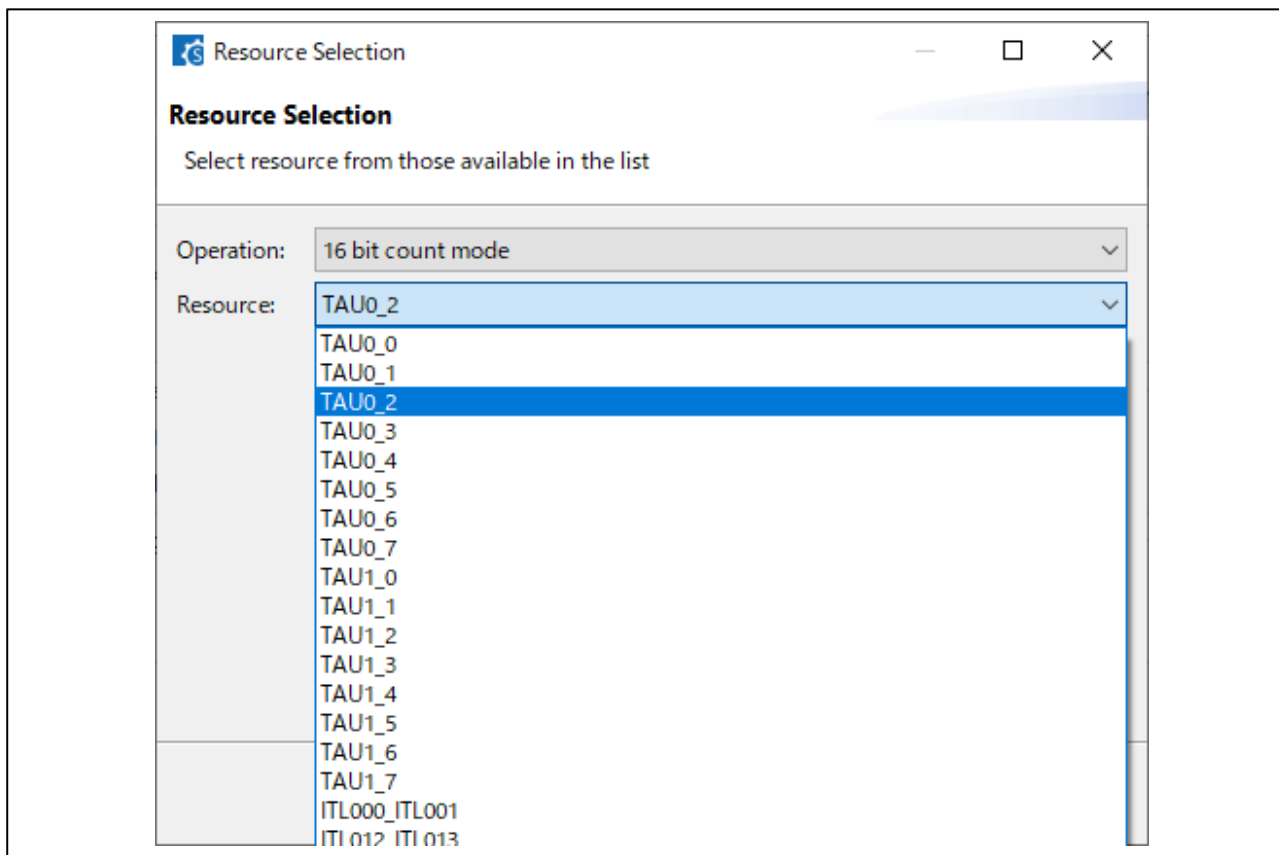 Resource Selection
Resource Selection
Select resource from those available in the list
Operation: 16 bit count mode
Resource: TAU0_2
TAU0_0
TAU0_1
TAU0_2
TAU0_3
TAU0_4
TAU0_5
TAU0_6
TAU0_7
TAU1_0
TAU1_1
TAU1_2
TAU1_3
TAU1_4
TAU1_5
TAU1_6
TAU1_7
ITL000_ITL001
ITL012_ITL013